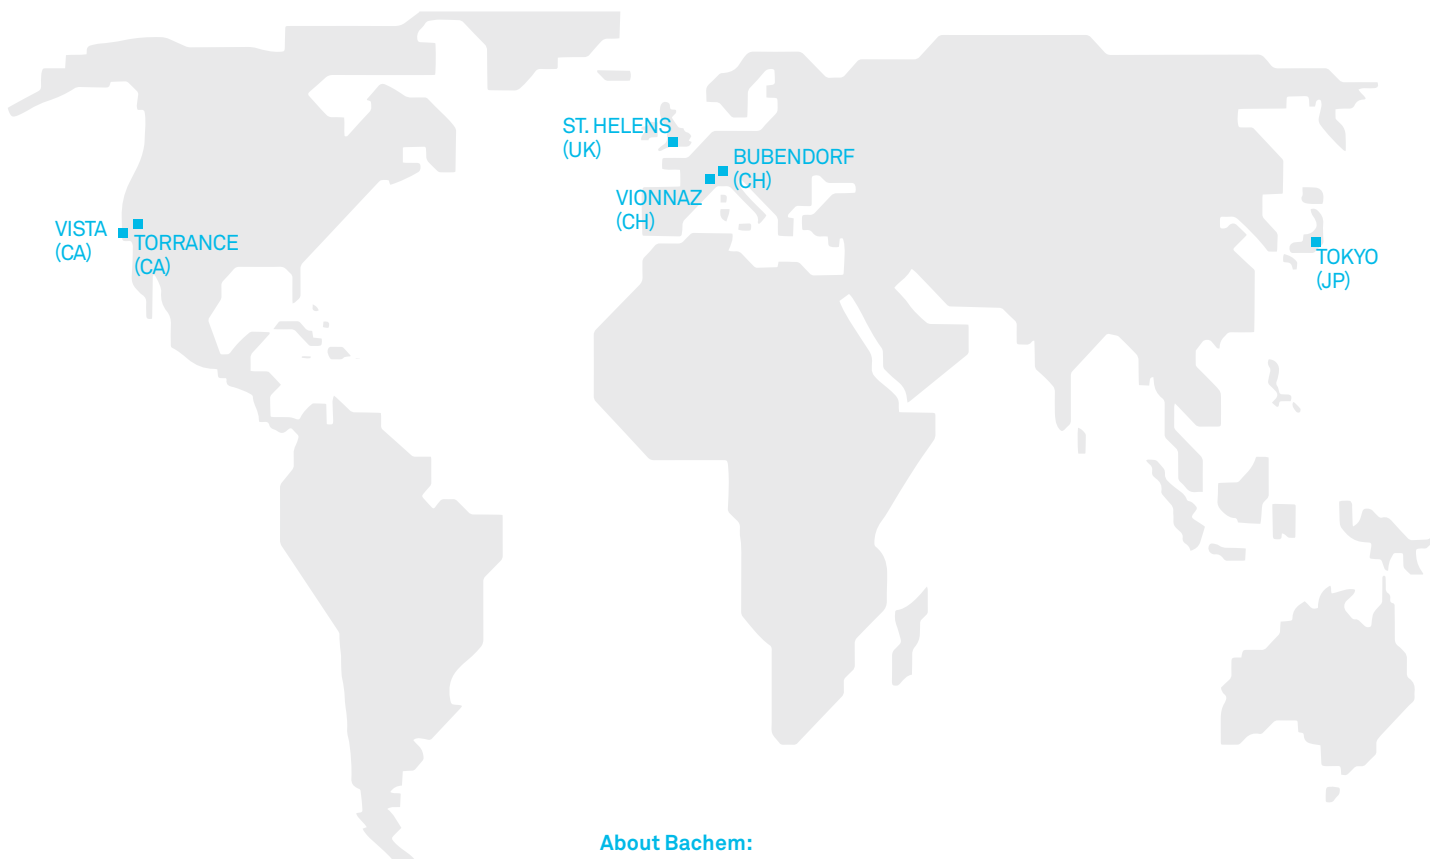 ST. HELENS
(UK)
BUBENDORF
(CH)
VIONNAZ
(CH)
VISTA
(CA)
TORRANCE
(CA)
TOKYO
(JP)
About Bachem: